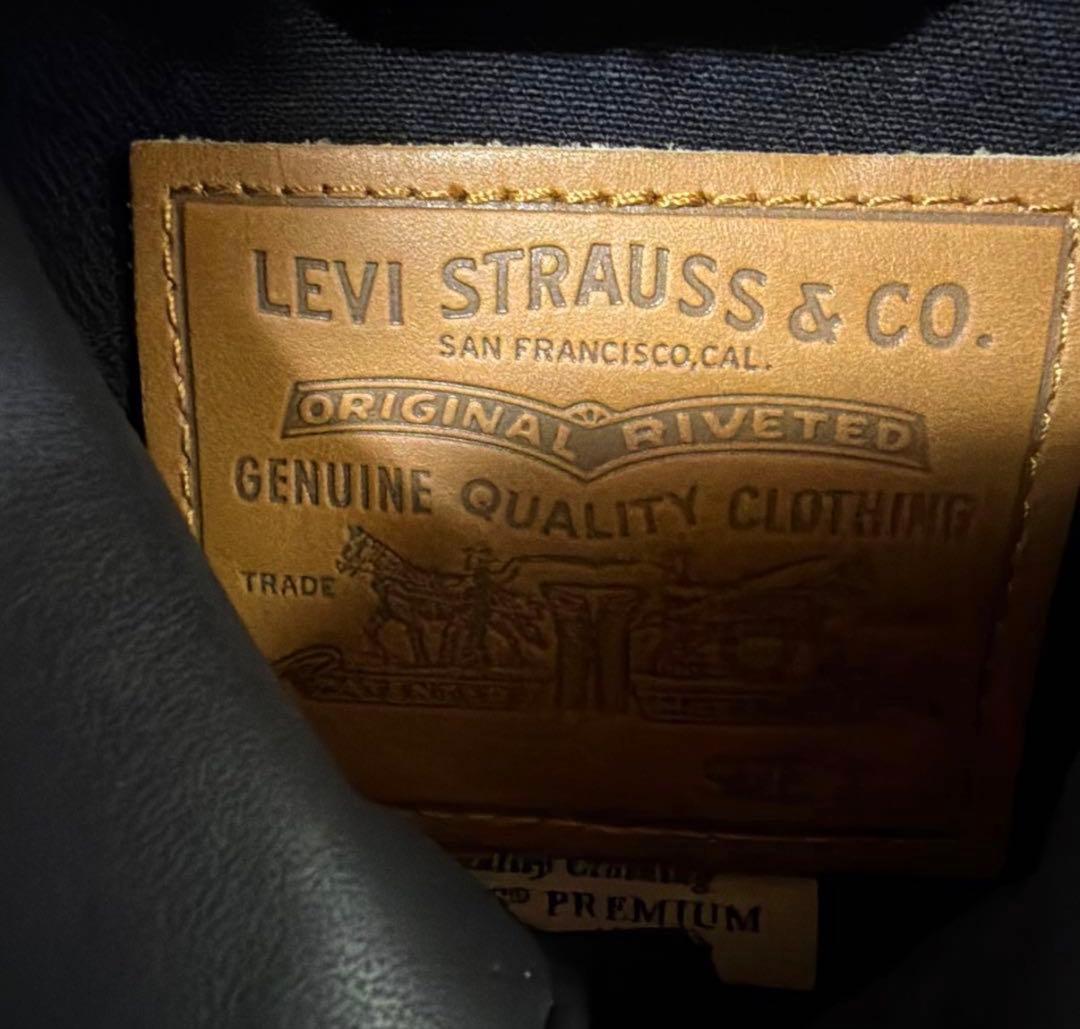 LEVI STRAUSS & CO.
SAN FRANCISCO, CAL.
ORIGINAL RIVETED
GENUINE QUALITY CLOTHING
TRADE
PREMIUM